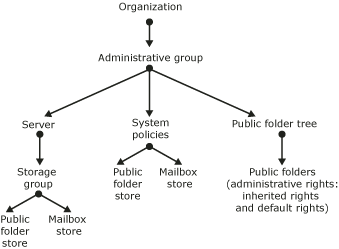 Organization
Administrative group
Server
System
policies
Public folder tree
Storage
group
Public
folder
store
Mailbox
store
Public folders
(administrative rights:
inherited rights
and default rights)
Public
folder
store
Mailbox
store